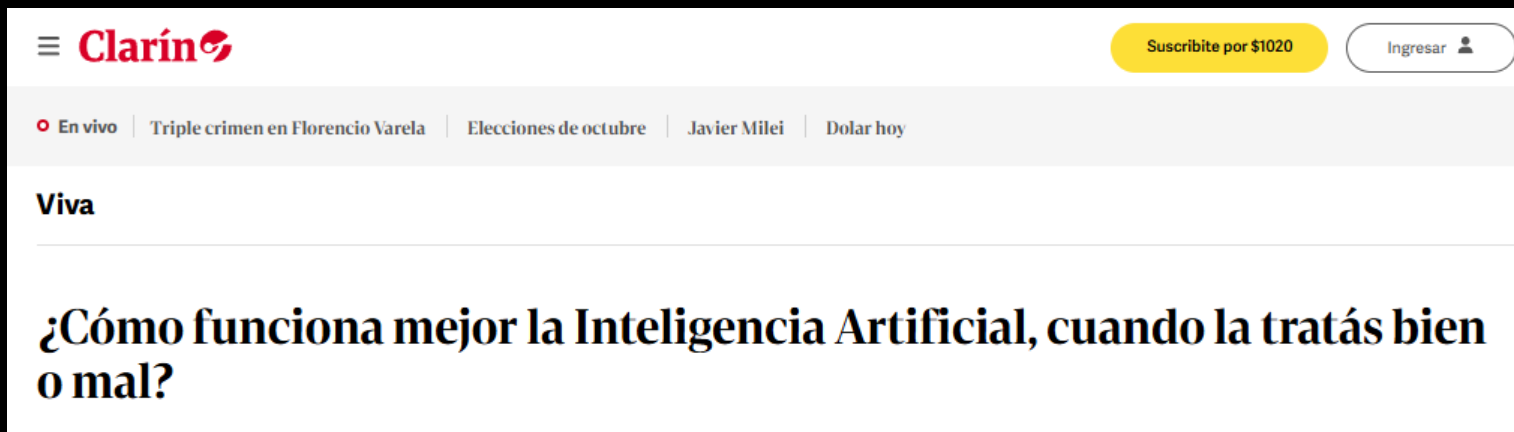 Clarín
Suscribite por $1020
Ingresar
En vivo
Triple crimen en Florencio Varela
Elecciones de octubre
Javier Milei
Dolar hoy
Viva
¿Cómo funciona mejor la Inteligencia Artificial, cuando la tratás bien
o mal?